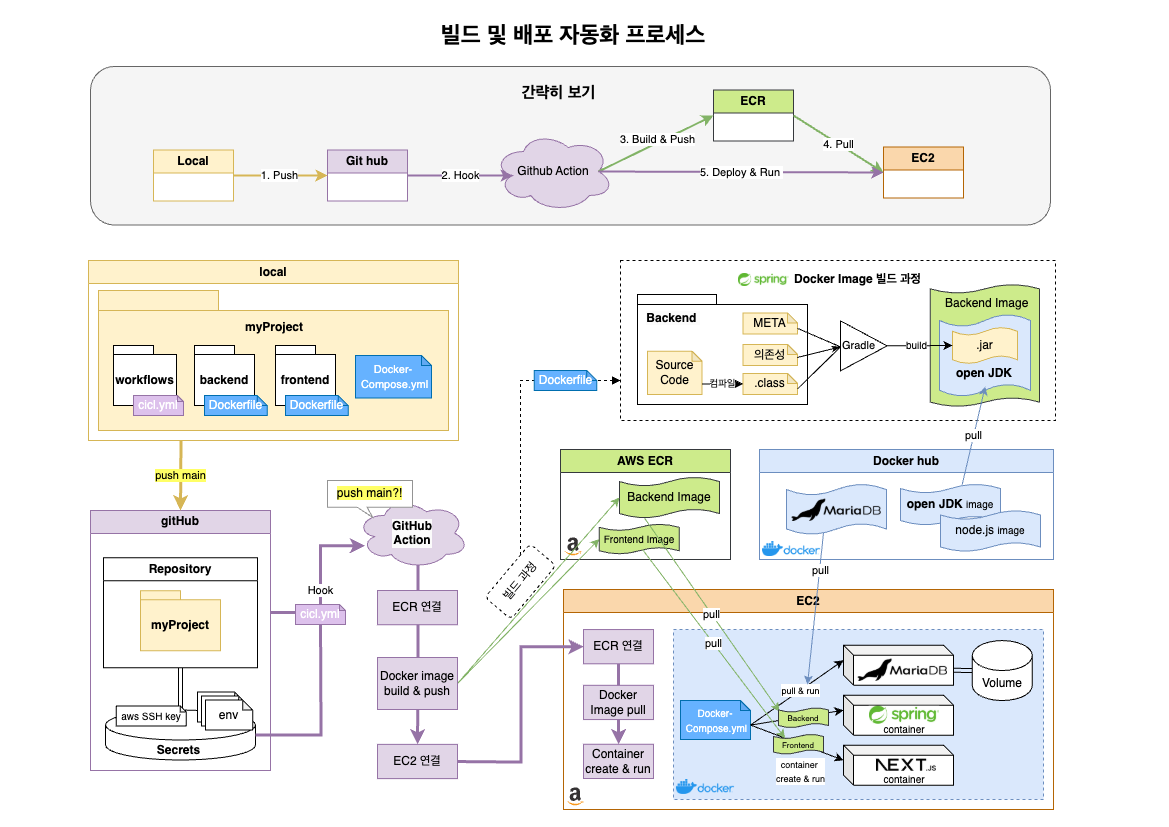 빌드 및 배포 자동화 프로세스
간략히 보기
Local
1. Push
Git hub
2. Hook
Github Action
3. Build & Push
ECR
4. Pull
5. Deploy & Run
EC2
local
myProject
workflows
cicl.yml
backend
Dockerfile
frontend
Dockerfile
Docker-
Compose.yml
push main
gitHub
Repository
myProject
aws SSH key
env
Secrets
Hook
cicl.yml
push main?!
GitHub
Action
ECR 연결
Docker image
build & push
EC2 연결
빌드 과정
Dockerfile
spring
Docker Image 빌드 과정
Backend
META
의존성
Source
Code
컴파일
.class
Gradle
build
Backend Image
.jar
open JDK
pull
AWS ECR
Backend Image
Frontend Image
a
Docker hub
MariaDB
open JDK image
node.js image
docker
pull
pull
pull
EC2
ECR 연결
Docker
Image pull
Container
create & run
a
Docker-
Compose.yml
pull & run
Backend
Frontend
container
create & run
MariaDB
Volume
spring
container
NEXT.JS
container
docker